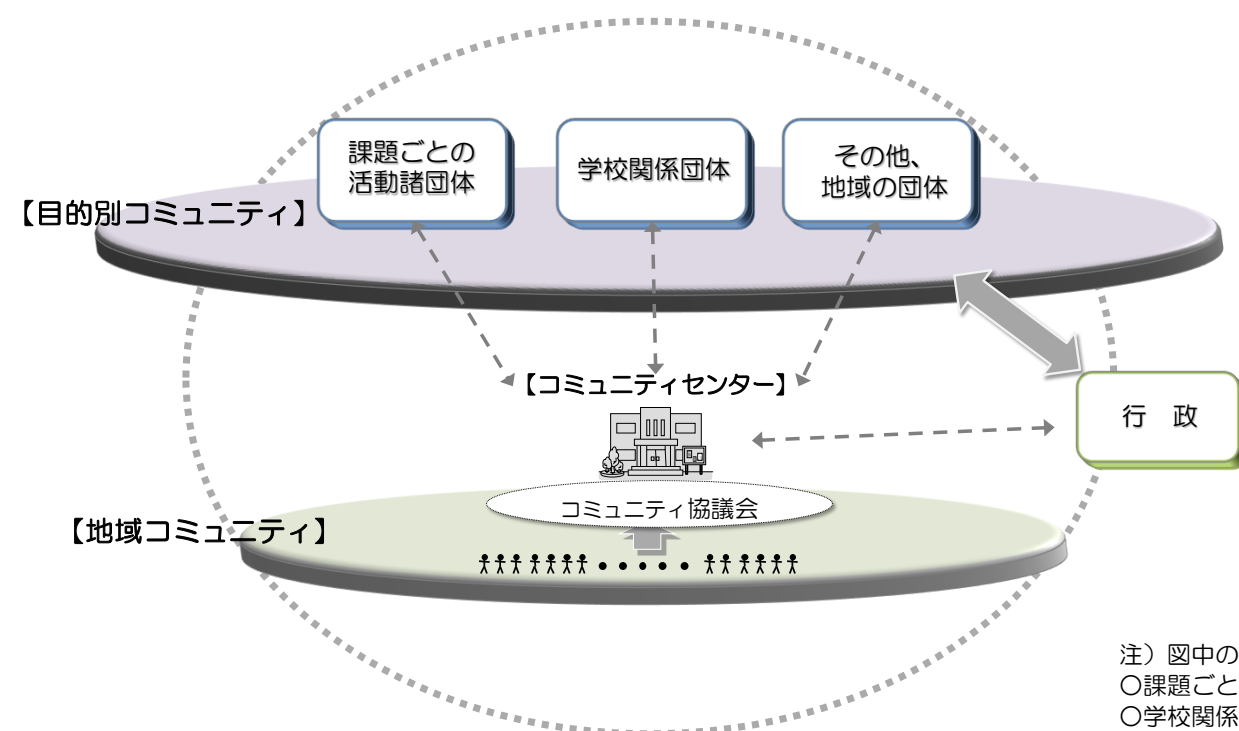 課題ごとの
活動諸団体
学校関係団体
その他、
地域の団体
【目的別コミュニティ】
【コミュニティセンター】
行　政
コミュニティ協議会
【地域コミュニティ】
注）図中の
〇課題ごと
〇学校関係